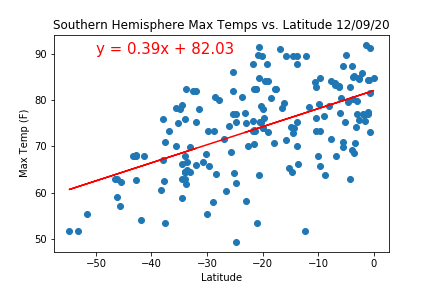 Southern Hemisphere Max Temps vs. Latitude 12/09/20
y = 0.39x + 82.03
Max Temp (F)
90
80
70
60
50
−50
−40
−30
−20
−10
0
Latitude